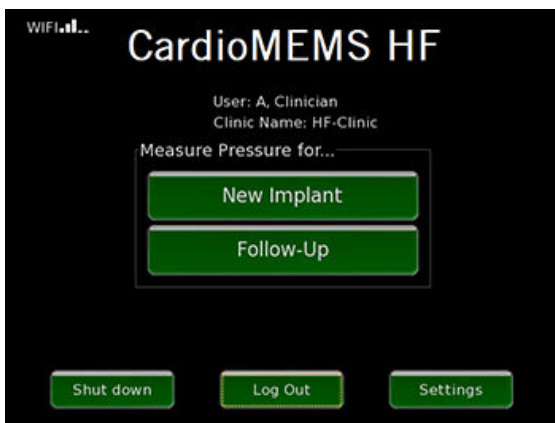 WIFI
CardioMEMS HF
User: A, Clinician
Clinic Name: HF-Clinic
Measure Pressure for...
New Implant
Follow-Up
Shut down
Log Out
Settings